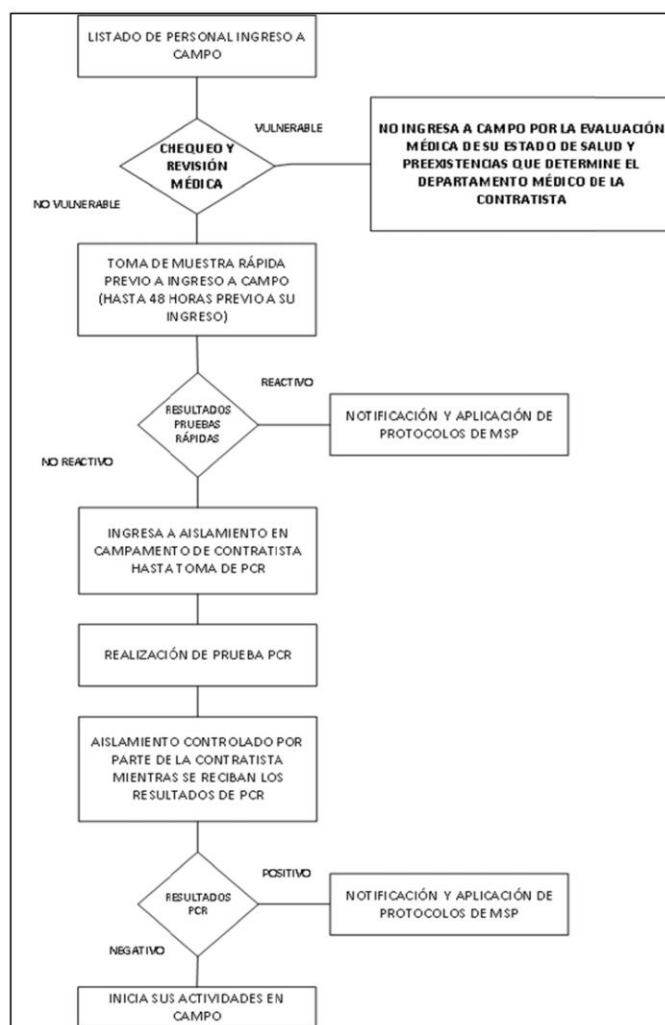 LISTADO DE PERSONAL INGRESO A
CAMPO
VULNERABLE
CHEQUEO Y
REVISIÓN
MÉDICA
NO INGRESA A CAMPO POR LA EVALUACIÓN
MÉDICA DE SU ESTADO DE SALUD Y
PREEXISTENCIAS QUE DETERMINE EL
DEPARTAMENTO MÉDICO DE LA
CONTRATISTA
NO VULNERABLE
TOMA DE MUESTRA RÁPIDA
PREVIO A INGRESO A CAMPO
(HASTA 48 HORAS PREVIO A SU
INGRESO)
REACTIVO
RESULTADOS
PRUEBAS
RÁPIDAS
NOTIFICACIÓN Y APLICACIÓN DE
PROTOCOLOS DE MSP
NO REACTIVO
INGRESA A AISLAMIENTO EN
CAMPAMENTO DE CONTRATISTA
HASTA TOMA DE PCR
REALIZACIÓN DE PRUEBA PCR
AISLAMIENTO CONTROLADO POR
PARTE DE LA CONTRATISTA
MIENTRAS SE RECIBAN LOS
RESULTADOS DE PCR
POSITIVO
RESULTADOS
PCR
NOTIFICACIÓN Y APLICACIÓN DE
PROTOCOLOS DE MSP
NEGATIVO
INICIA SUS ACTIVIDADES EN
CAMPO